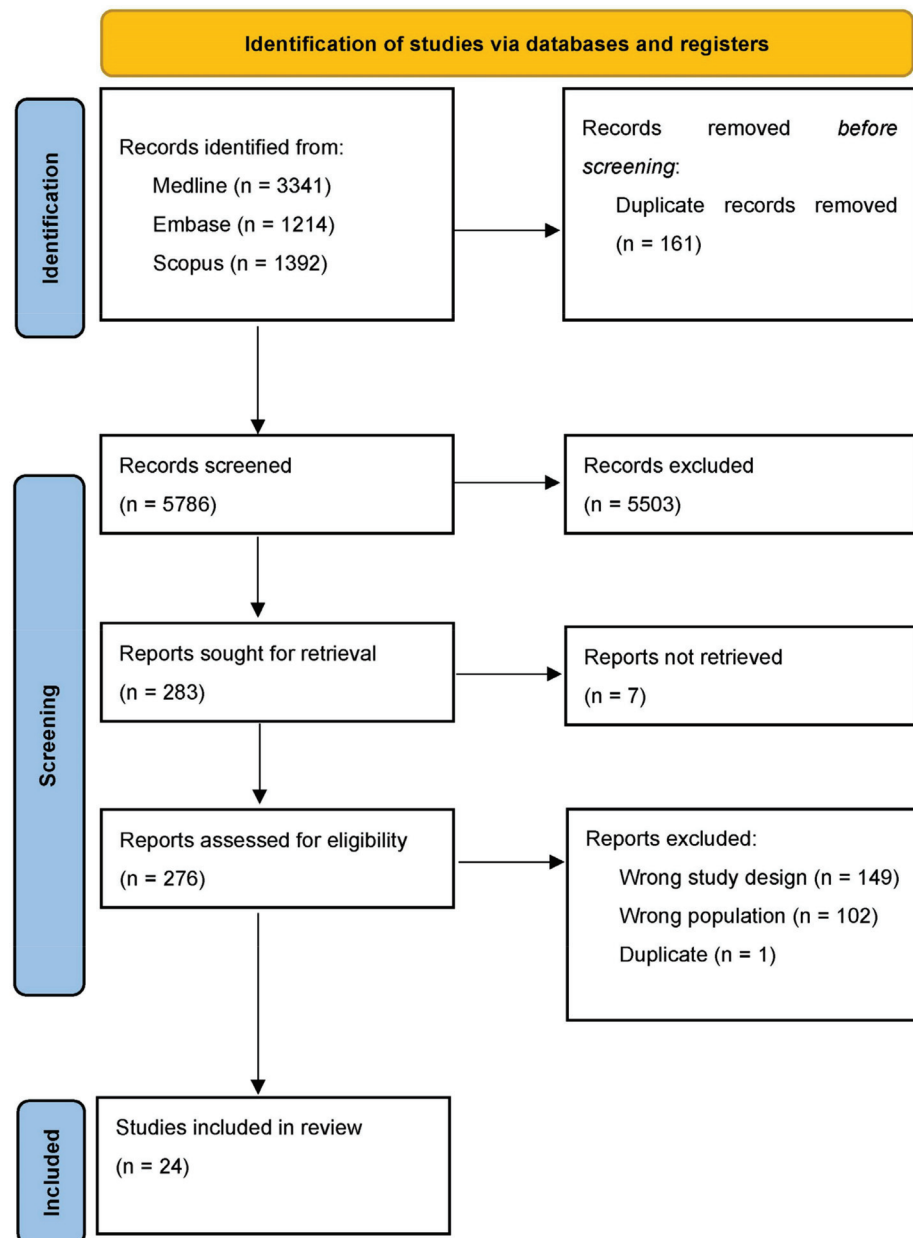 Identification of studies via databases and registers
Identification
Records identified from:
Medline (n = 3341)
Embase (n = 1214)
Scopus (n = 1392)
Records removed before
screening:
Duplicate records removed
(n = 161)
Screening
Records screened
(n = 5786)
Records excluded
(n = 5503)
Reports sought for retrieval
(n = 283)
Reports not retrieved
(n = 7)
Reports assessed for eligibility
(n = 276)
Reports excluded:
Wrong study design (n = 149)
Wrong population (n = 102)
Duplicate (n = 1)
Included
Studies included in review
(n = 24)